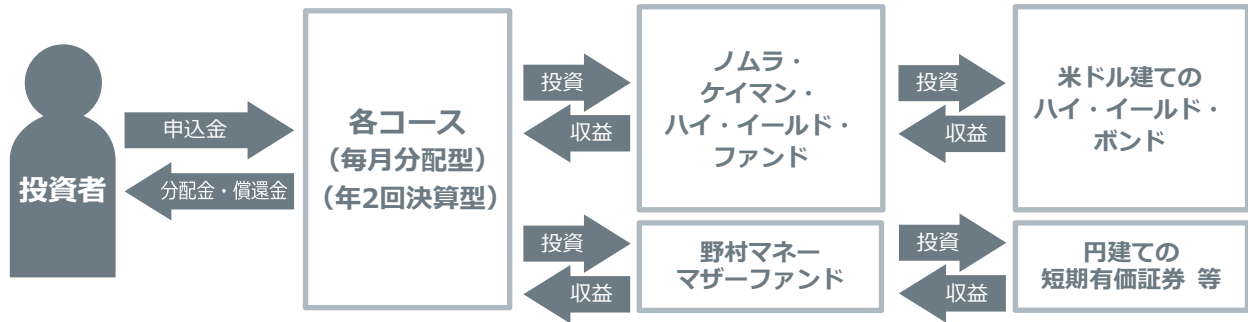 投資者
申込金
分配金・償還金
各コース
（毎月分配型）
（年2回決算型）
投資
収益
ノムラ・
ケイマン・
ハイ・イールド・
ファンド
投資
収益
米ドル建ての
ハイ・イールド・
ボンド
投資
収益
野村マネー
マザーファンド
投資
収益
円建ての
短期有価証券 等